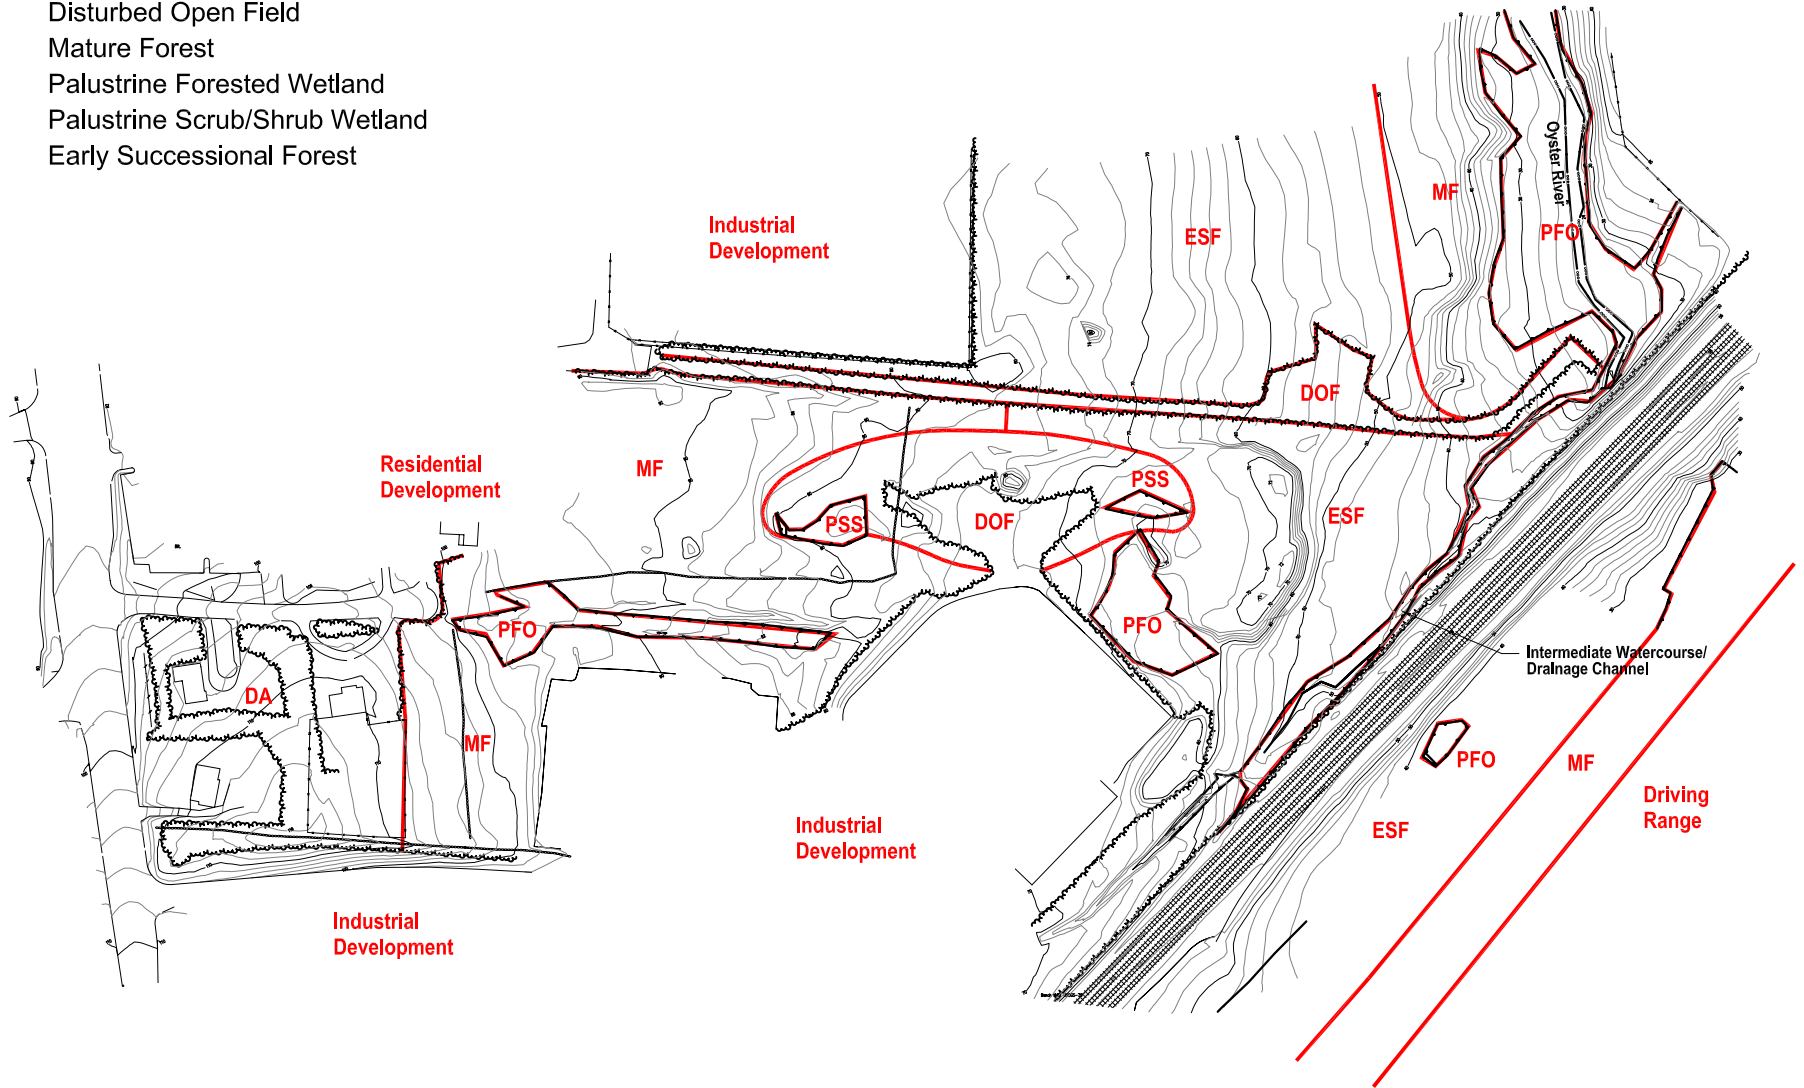 Disturbed Open Field
Mature Forest
Palustrine Forested Wetland
Palustrine Scrub/Shrub Wetland
Early Successional Forest
Oyster River
MF
Industrial
Development
ESF
PFO
DOF
Residential
Development
MF
PSS
PSS
DOF
ESF
PFO
PFO
Intermediate Watercourse/
Drainage Channel
DA
MF
PFO
MF
Driving
Range
ESF
Industrial
Development
Industrial
Development